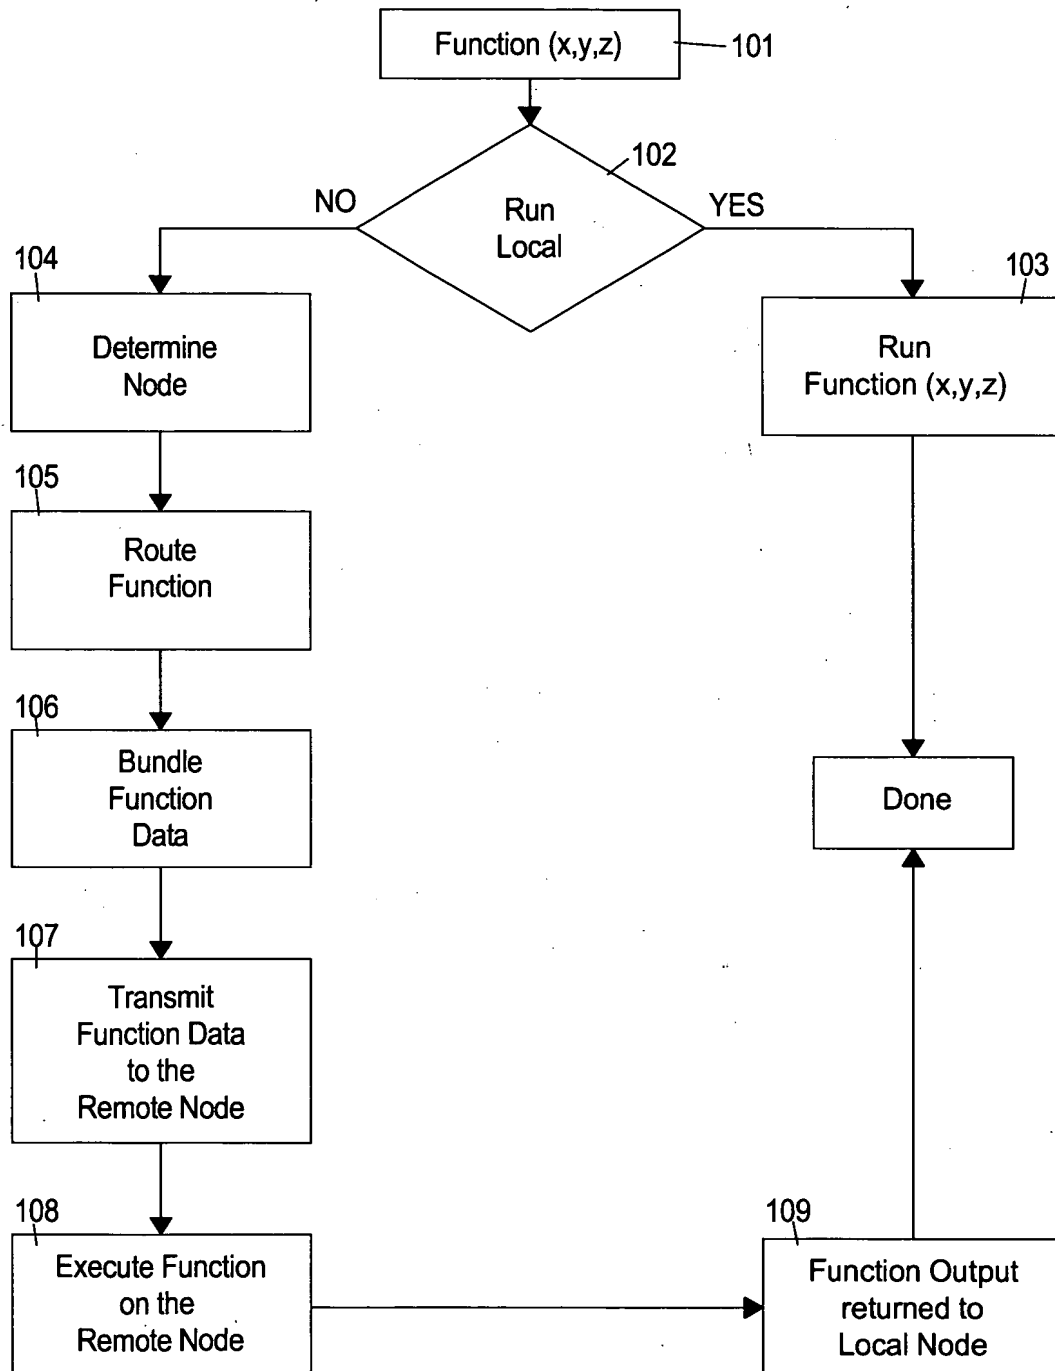 Function (x,y,z)
101
102
NO
Run
Local
YES
104
Determine
Node
103
Run
Function (x,y,z)
105
Route
Function
106
Bundle
Function
Data
Done
107
Transmit
Function Data
to the
Remote Node
108
Execute Function
on the
Remote Node
109
Function Output
returned to
Local Node